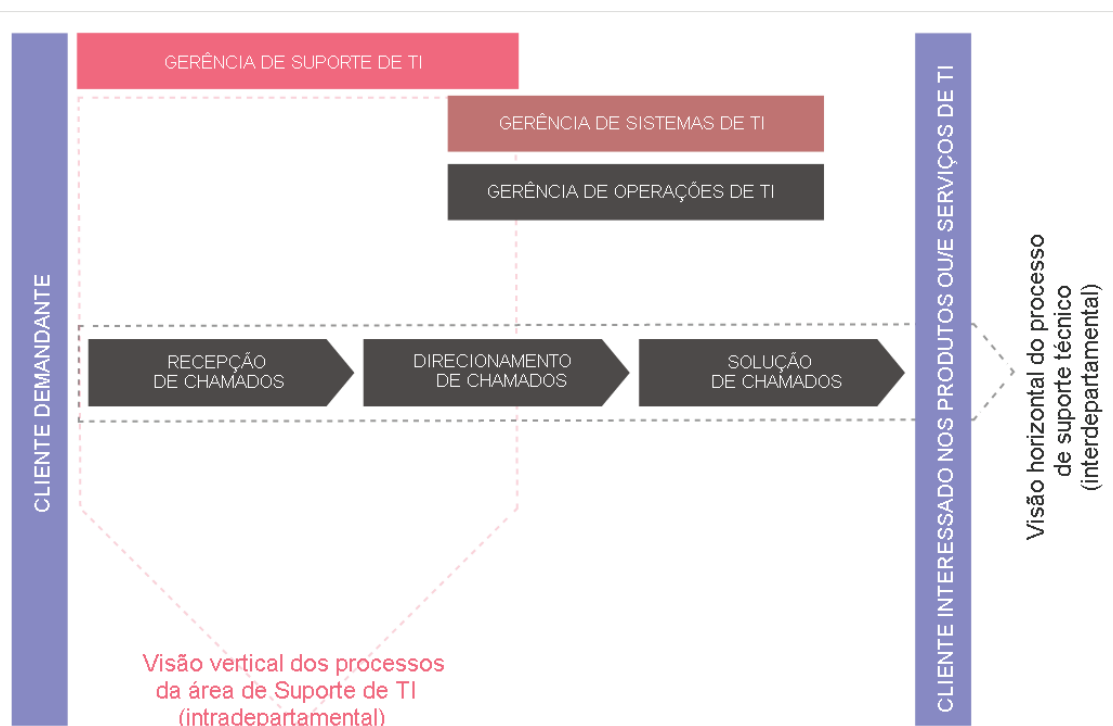 GERÊNCIA DE SUPORTE DE TI
GERÊNCIA DE SISTEMAS DE TI
GERÊNCIA DE OPERAÇÕES DE TI
CLIENTE DEMANDANTE
RECEPÇÃO
DE CHAMADOS
DIRECIONAMENTO
DE CHAMADOS
SOLUÇÃO
DE CHAMADOS
CLIENTE INTERESSADO NOS PRODUTOS OU/E SERVIÇOS DE TI
Visão horizontal do processo
de suporte técnico
(interdepartamental)
Visão vertical dos processos
da área de Suporte de TI
(intradepartamental)